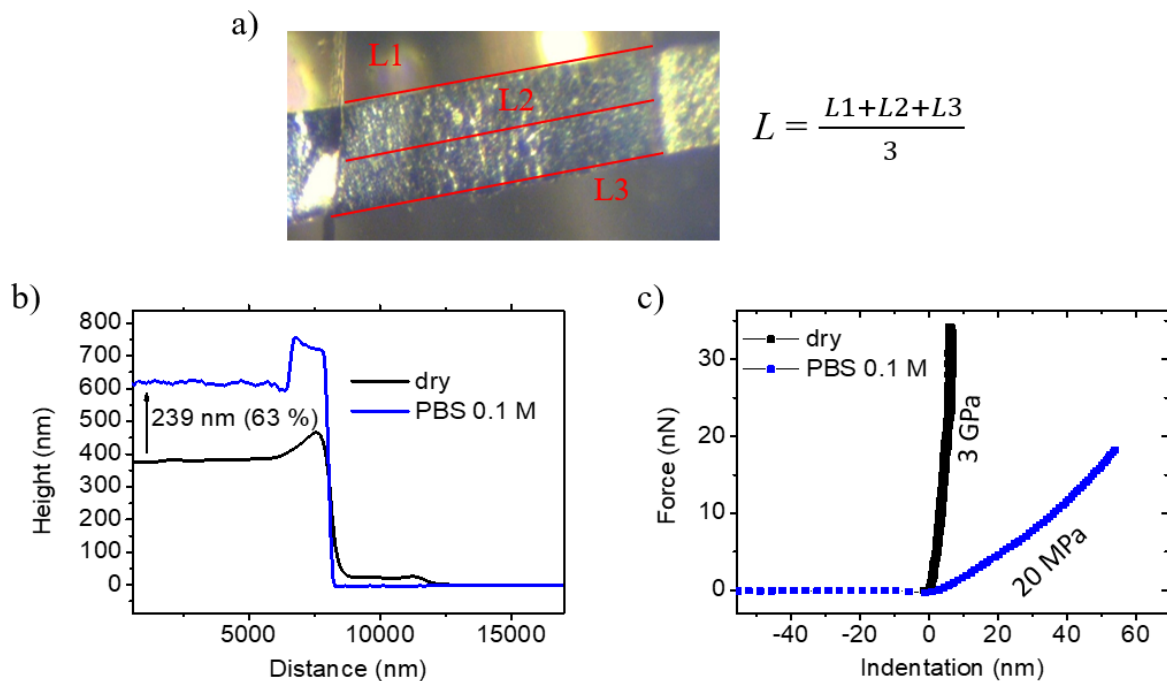 a)
L1
L2
L3
L = (L1+L2+L3)/3
b)
Height (nm)
800
700
600
500
400
300
200
100
0
dry
PBS 0.1 M
239 nm (63 %)
5000
10000
15000
Distance (nm)
c)
Force (nN)
30
20
10
0
dry
PBS 0.1 M
3 GPa
20 MPa
-40
-20
0
20
40
60
Indentation (nm)